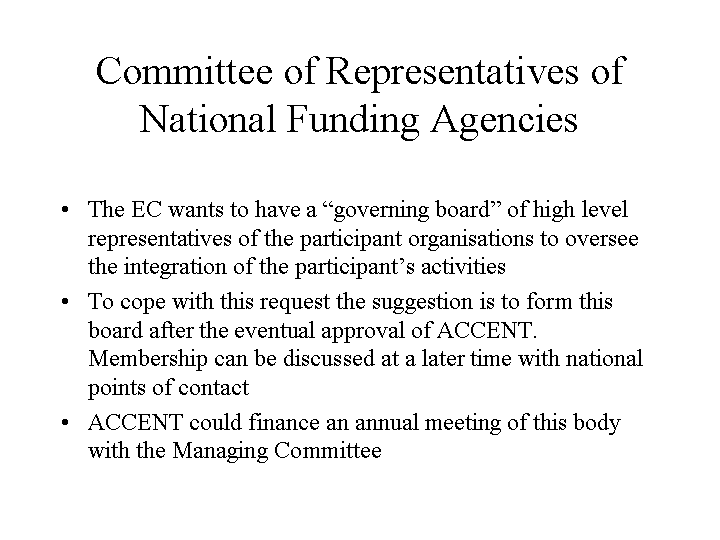 Committee of Representatives of
National Funding Agencies
• The EC wants to have a “governing board” of high level
representatives of the participant organisations to oversee
the integration of the participant’s activities
• To cope with this request the suggestion is to form this
board after the eventual approval of ACCENT.
Membership can be discussed at a later time with national
points of contact
• ACCENT could finance an annual meeting of this body
with the Managing Committee